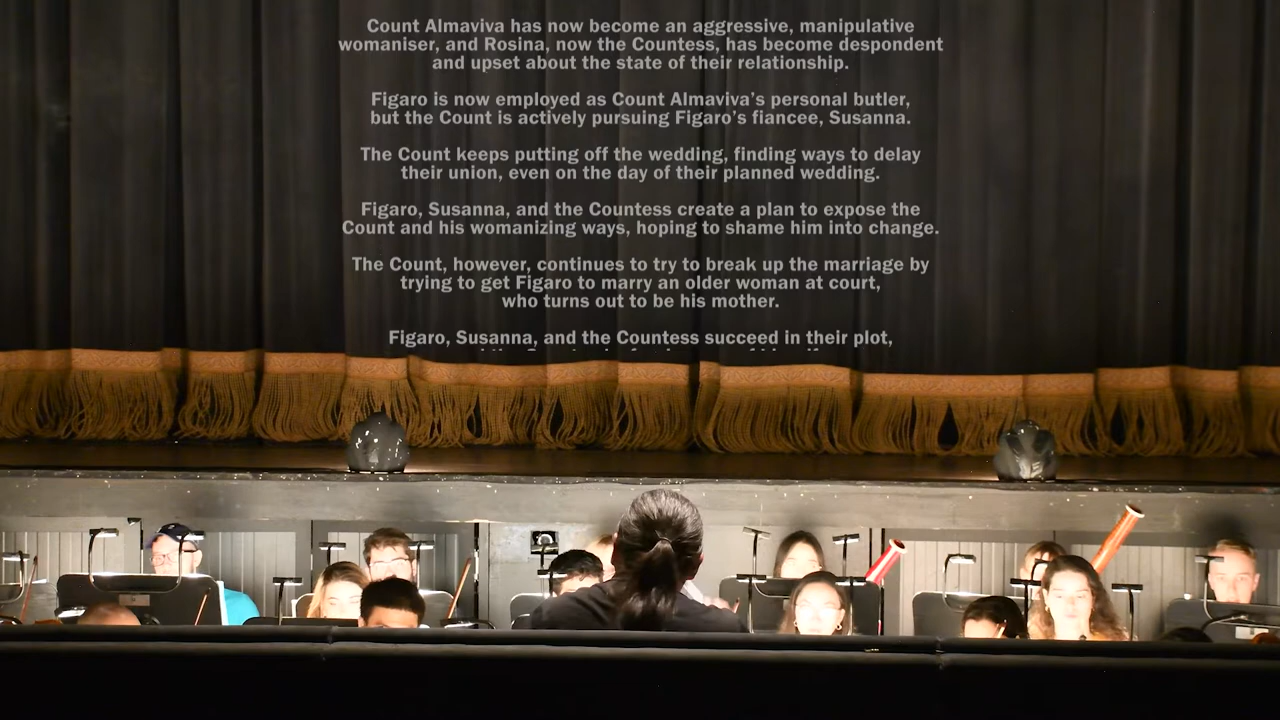 Count Almaviva has now become an aggressive, manipulative
womaniser, and Rosina, now the Countess, has become despondent
and upset about the state of their relationship.
Figaro is now employed as Count Almaviva's personal butler,
but the Count is actively pursuing Figaro's fiancee, Susanna.
The Count keeps putting off the wedding, finding ways to delay
their union, even on the day of their planned wedding.
Figaro, Susanna, and the Countess create a plan to expose the
Count and his womanizing ways, hoping to shame him into change.
The Count, however, continues to try to break up the marriage by
trying to get Figaro to marry an older woman at court,
who turns out to be his mother.
Figaro, Susanna, and the Countess succeed in their plot,